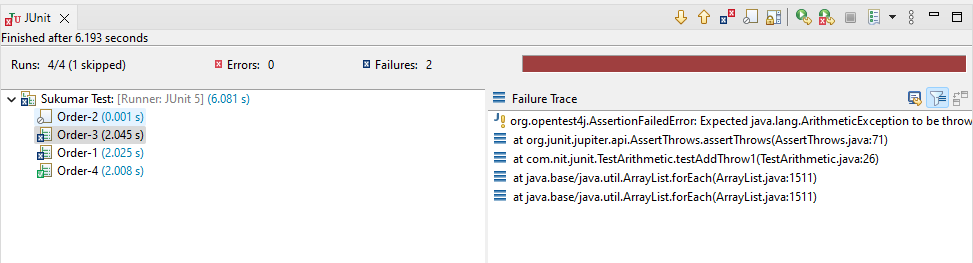 JUnit
Finished after 6.193 seconds
Runs: 4/4 (1 skipped) Errors: 0 Failures: 2
Sukumar Test: [Runner: JUnit 5] (6.081 s)
Order-2 (0.001 s)
Order-3 (2.045 s)
Order-1 (2.025 s)
Order-4 (2.008 s)
Failure Trace
org.opentest4j.AssertionFailedError: Expected java.lang.ArithmeticException to be throw
at org.junit.jupiter.api.AssertThrows.assertThrows(AssertThrows.java:71)
at com.nit.junit.TestArithmetic.testAddThrow1(TestArithmetic.java:26)
at java.base/java.util.ArrayList.forEach(ArrayList.java:1511)
at java.base/java.util.ArrayList.forEach(ArrayList.java:1511)